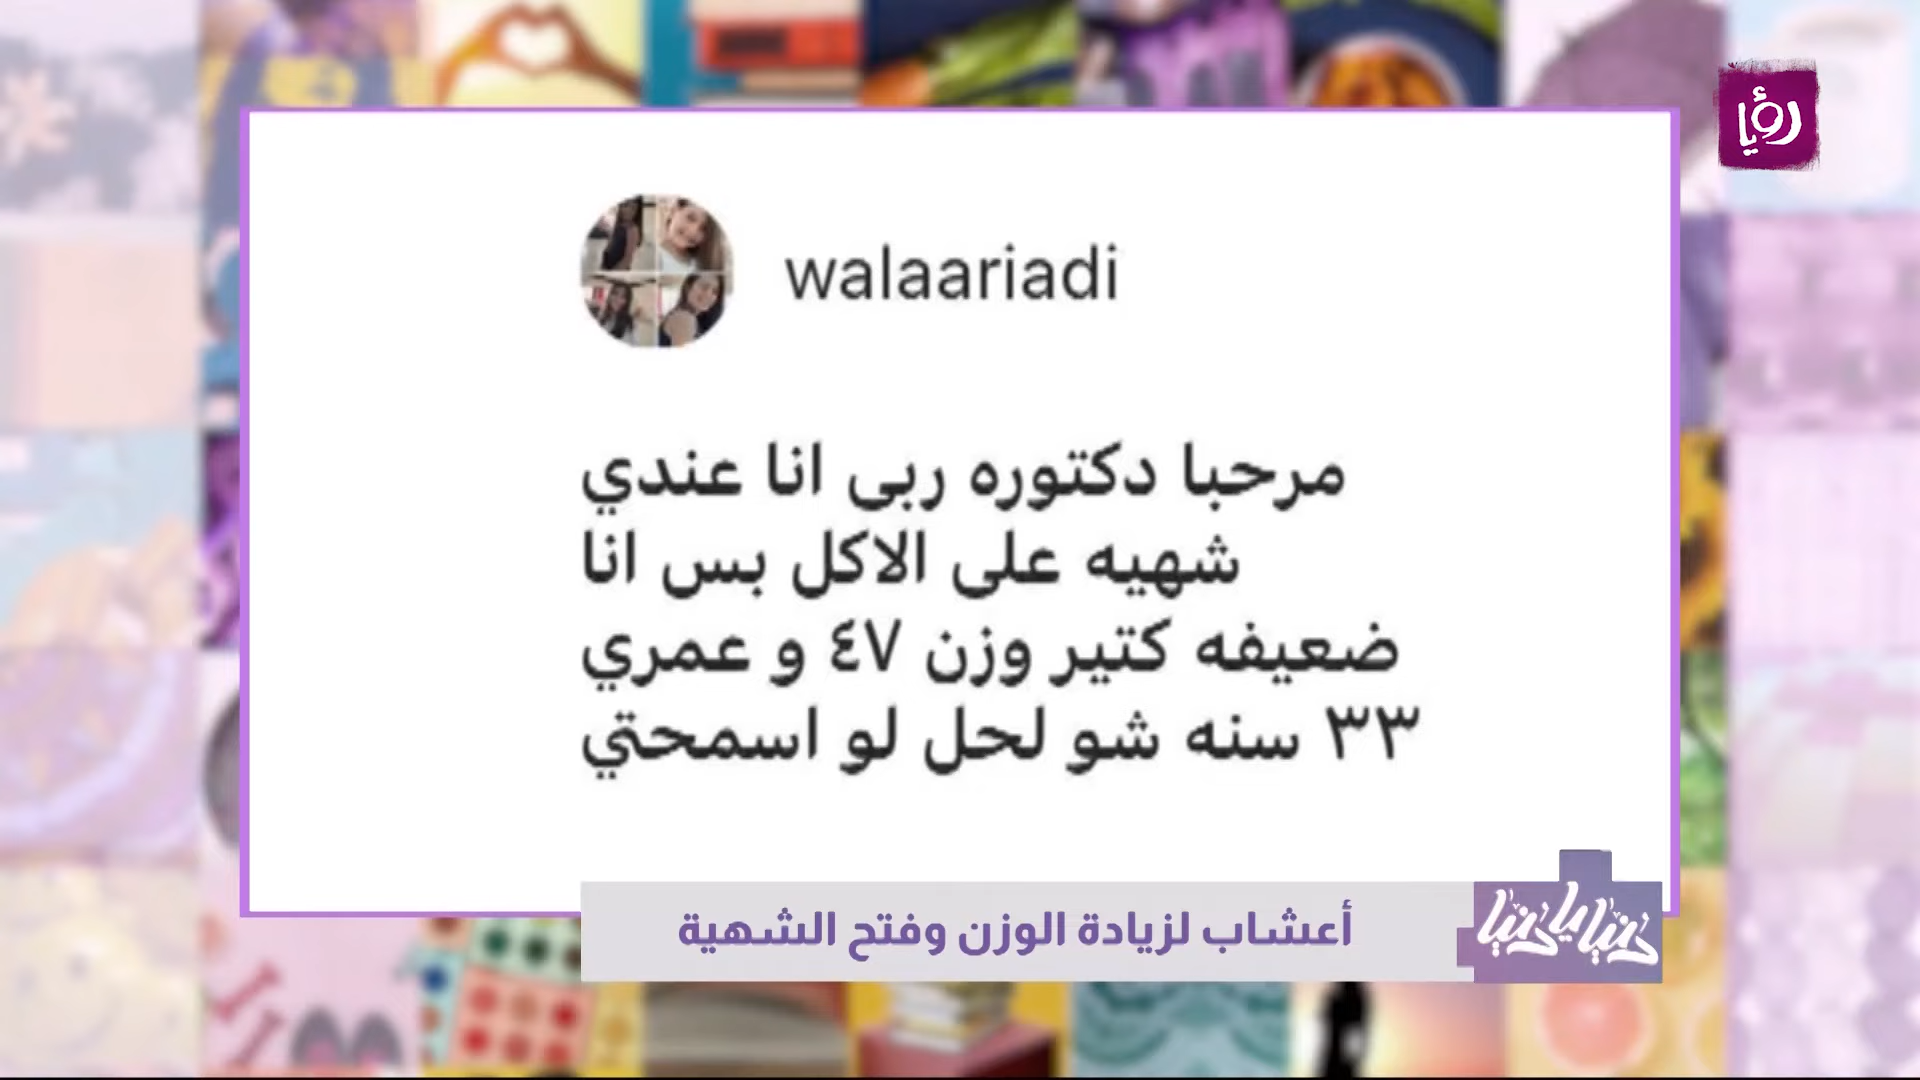 رؤيا
walaariadi
مرحبا دكتوره ربى انا عندي
شهيه على الاكل بس انا
ضعيفه كتير وزن ٤٧ و عمري
٣٣ سنه شو لحل لو اسمحتي
أعشاب لزيادة الوزن وفتح الشهية
دنيا يا دنيا